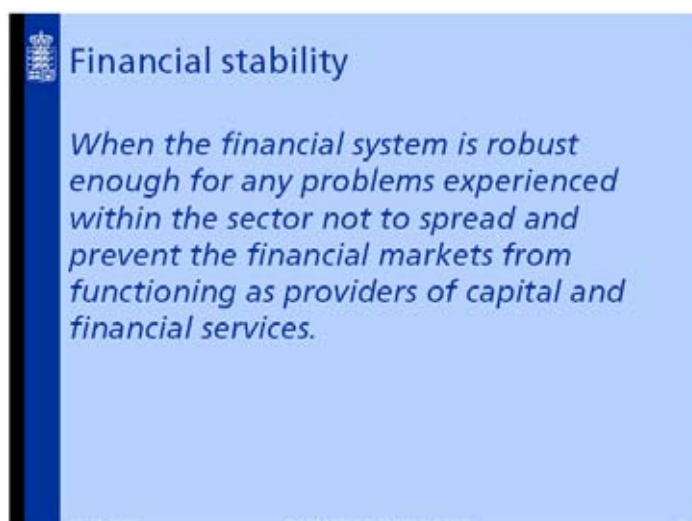 Financial stability
When the financial system is robust
enough for any problems experienced
within the sector not to spread and
prevent the financial markets from
functioning as providers of capital and
financial services.